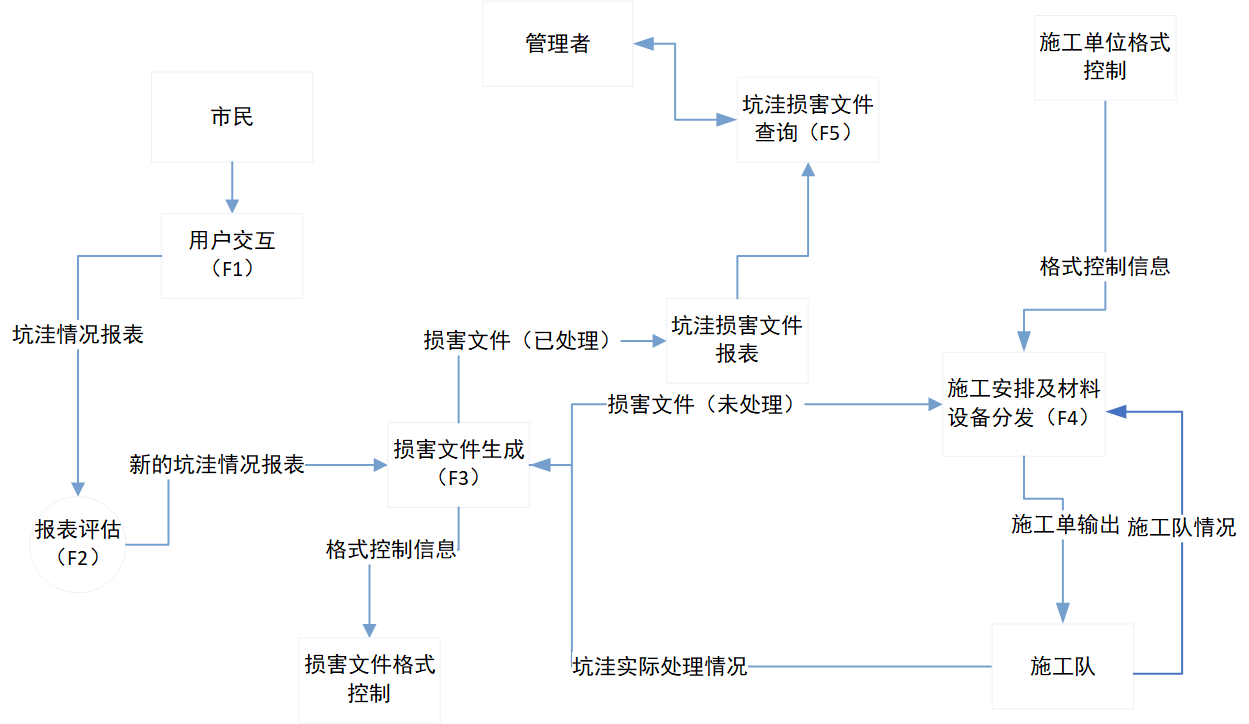 管理者
施工单位格式
控制
市民
坑洼损害文件
查询（F5）
用户交互
（F1）
格式控制信息
坑洼情况报表
损害文件（已处理）
坑洼损害文件
报表
施工安排及材料
设备分发（F4）
损害文件（未处理）
损害文件生成
（F3）
新的坑洼情况报表
报表评估
（F2）
格式控制信息
施工单输出
施工队情况
损害文件格式
控制
坑洼实际处理情况
施工队